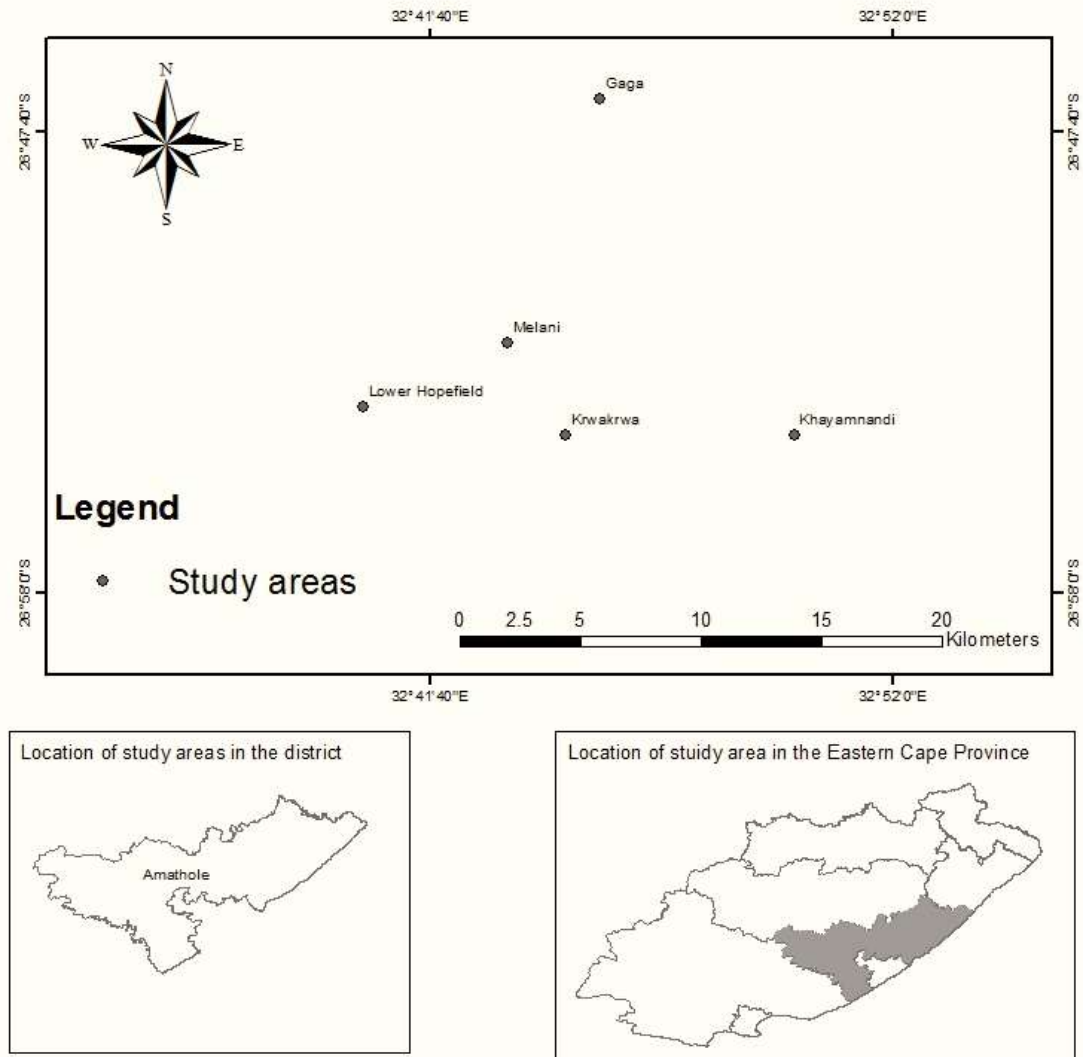 32°41'40"E
32°52'0"E
N
W
E
S
26°47'40"S
26°47'40"S
Gaga
Melani
Lower Hopefield
Krwakrwa
Khayamnandi
Legend
Study areas
26°58'0"S
26°58'0"S
0 2.5 5 10 15 20
Kilometers
32°41'40"E
32°52'0"E
Location of study areas in the district
Amathole
Location of stuidy area in the Eastern Cape Province